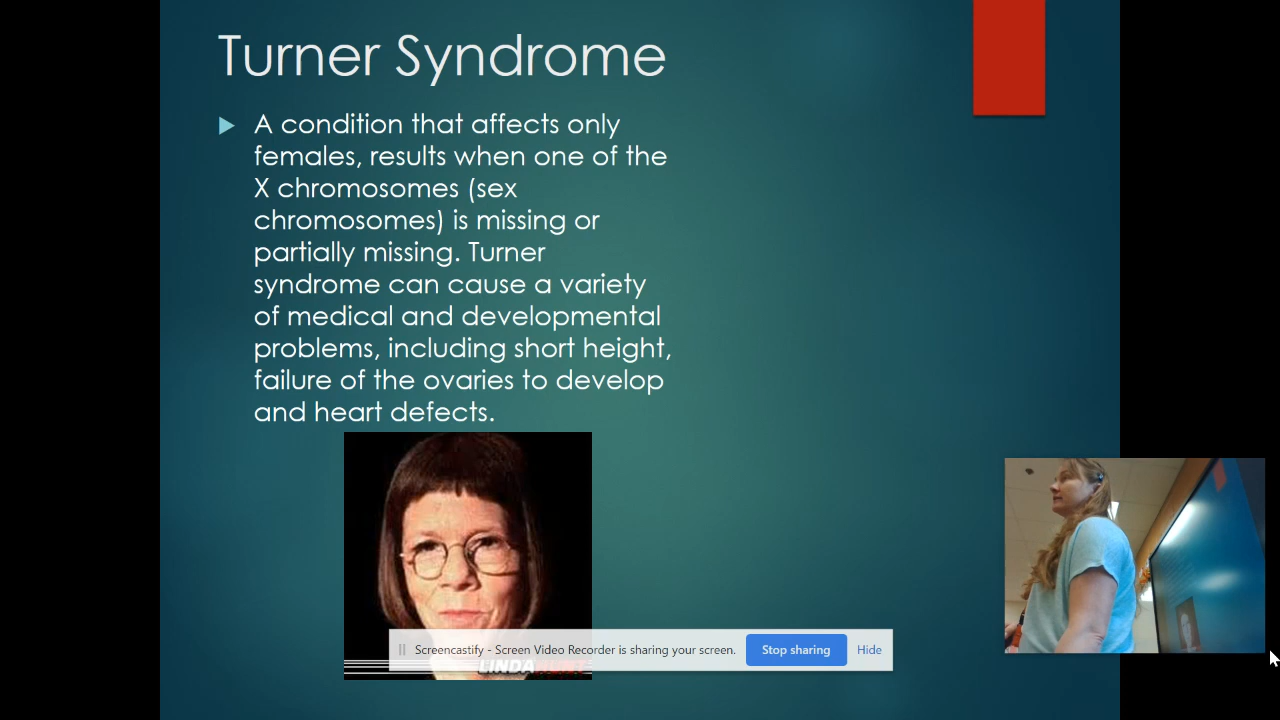 Turner Syndrome
A condition that affects only
females, results when one of the
X chromosomes (sex
chromosomes) is missing or
partially missing. Turner
syndrome can cause a variety
of medical and developmental
problems, including short height,
failure of the ovaries to develop
and heart defects.
Screencastify - Screen Video Recorder is sharing your screen. Stop sharing Hide
LINDA HUNT